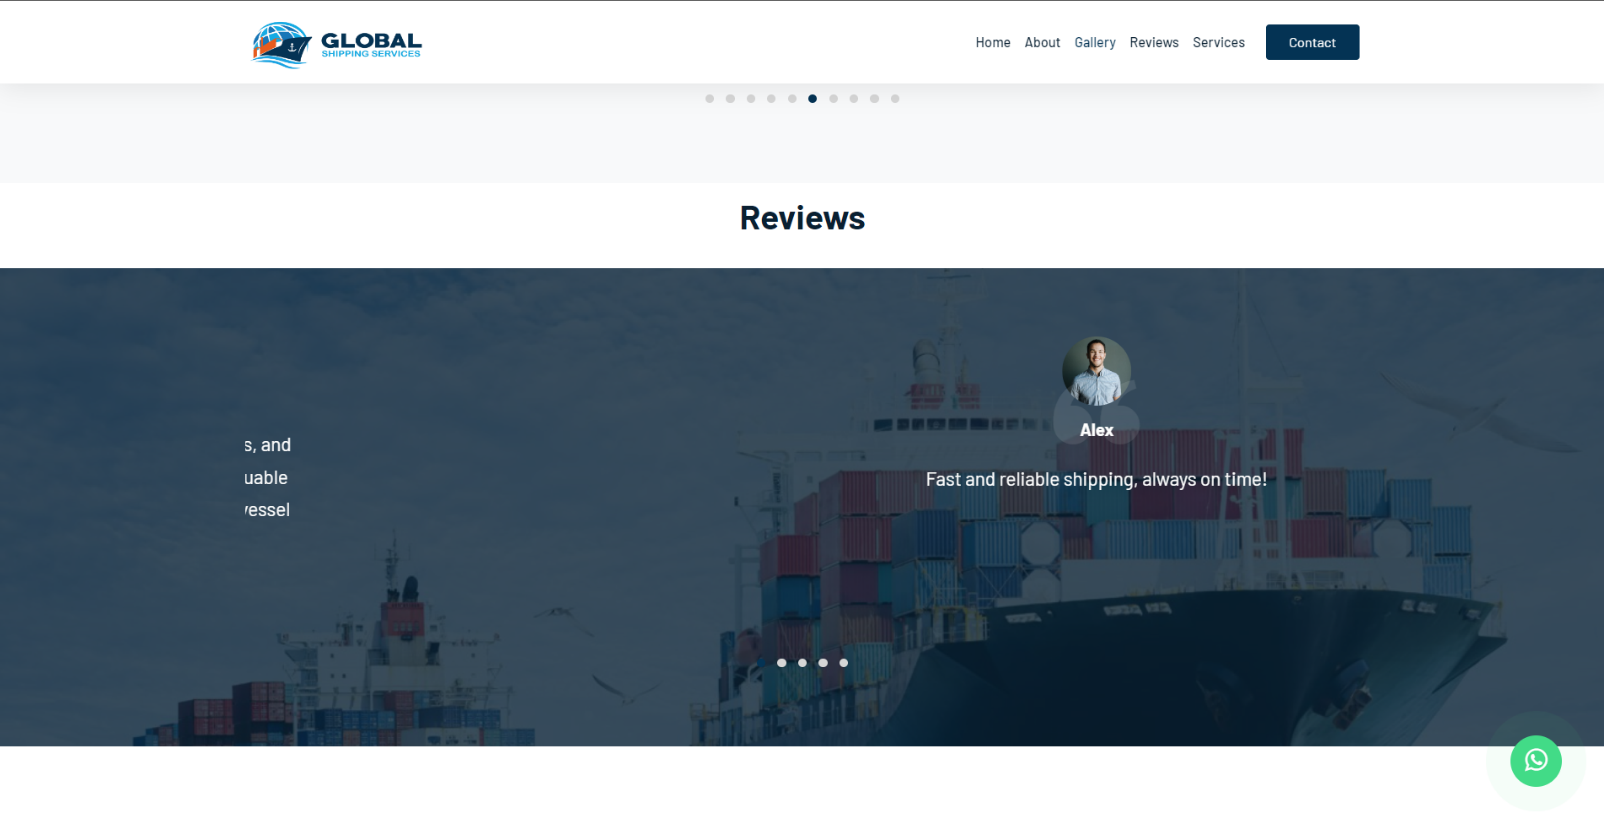 GLOBAL
SHIPPING SERVICES
Home About Gallery Reviews Services Contact
Reviews
s, and
uable
vessel
Alex
Fast and reliable shipping, always on time!